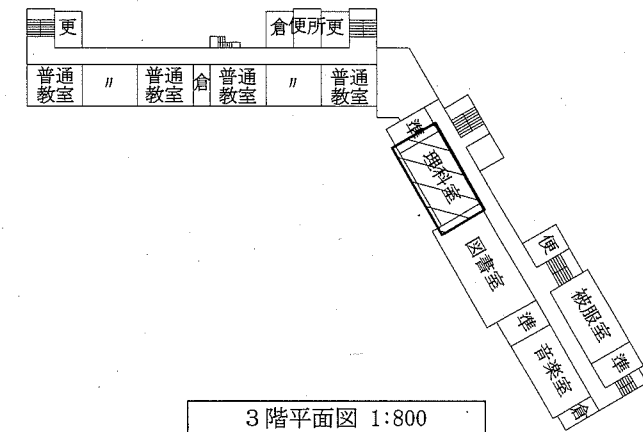 更
倉 便所 更
普通
教室
〃
普通
教室
倉
普通
教室
〃
普通
教室
準
理科室
図書室
便
被服室
準
準
音楽室
倉
3階平面図 1:800